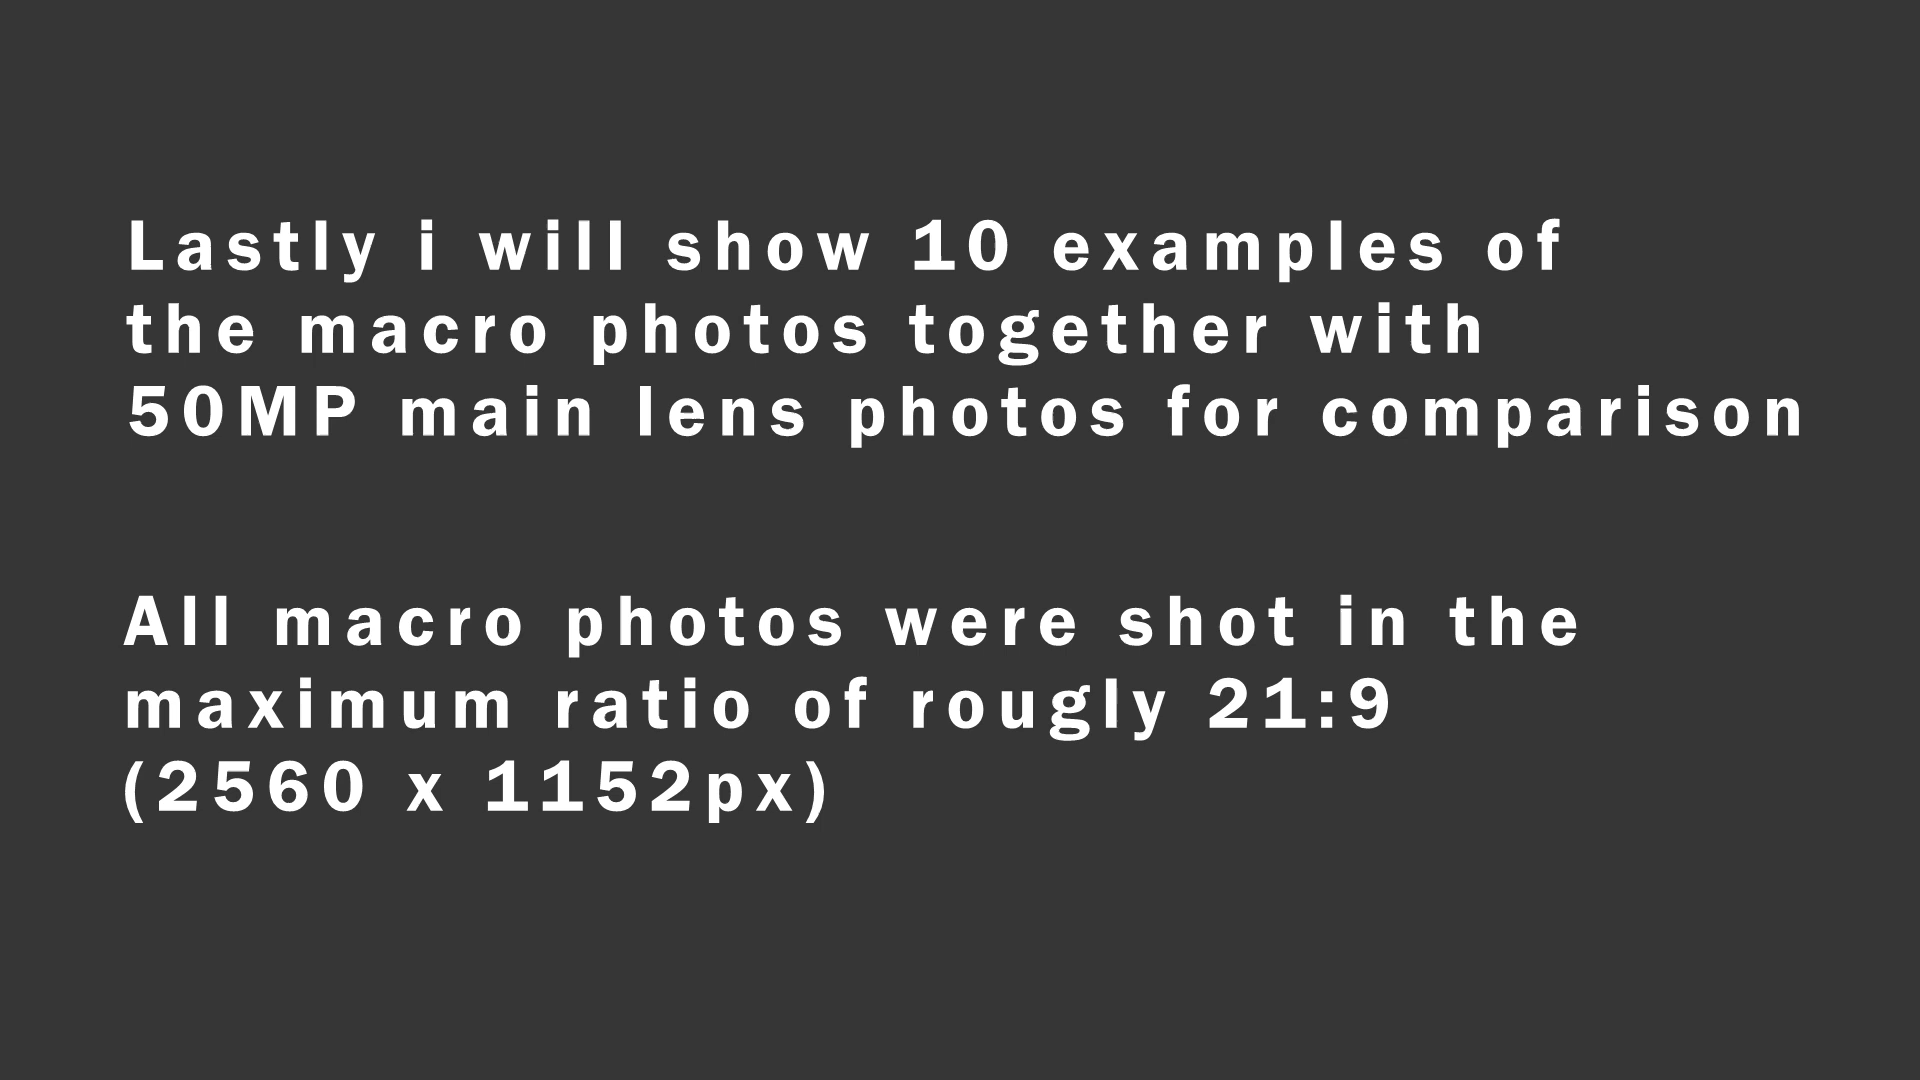 Lastly i will show 10 examples of
the macro photos together with
50MP main lens photos for comparison
All macro photos were shot in the
maximum ratio of rougly 21:9
(2560 x 1152px)